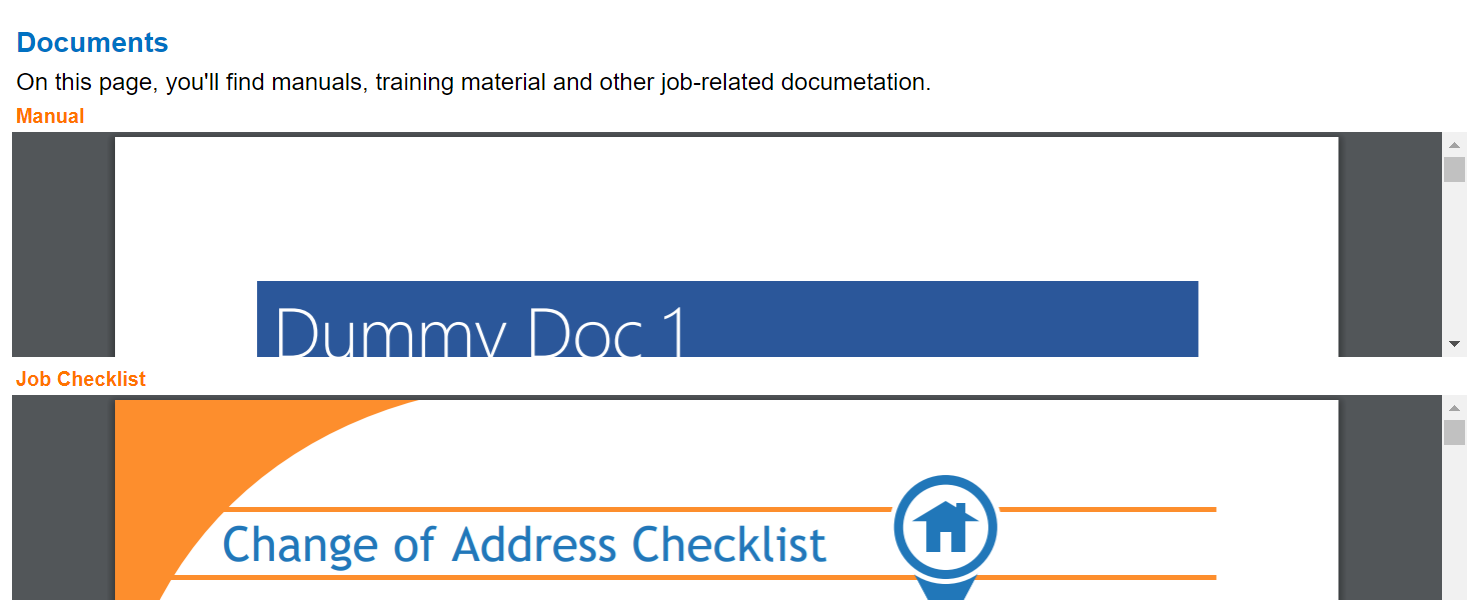 Documents
On this page, you'll find manuals, training material and other job-related documetation.
Manual
Dummy Doc 1
Job Checklist
Change of Address Checklist